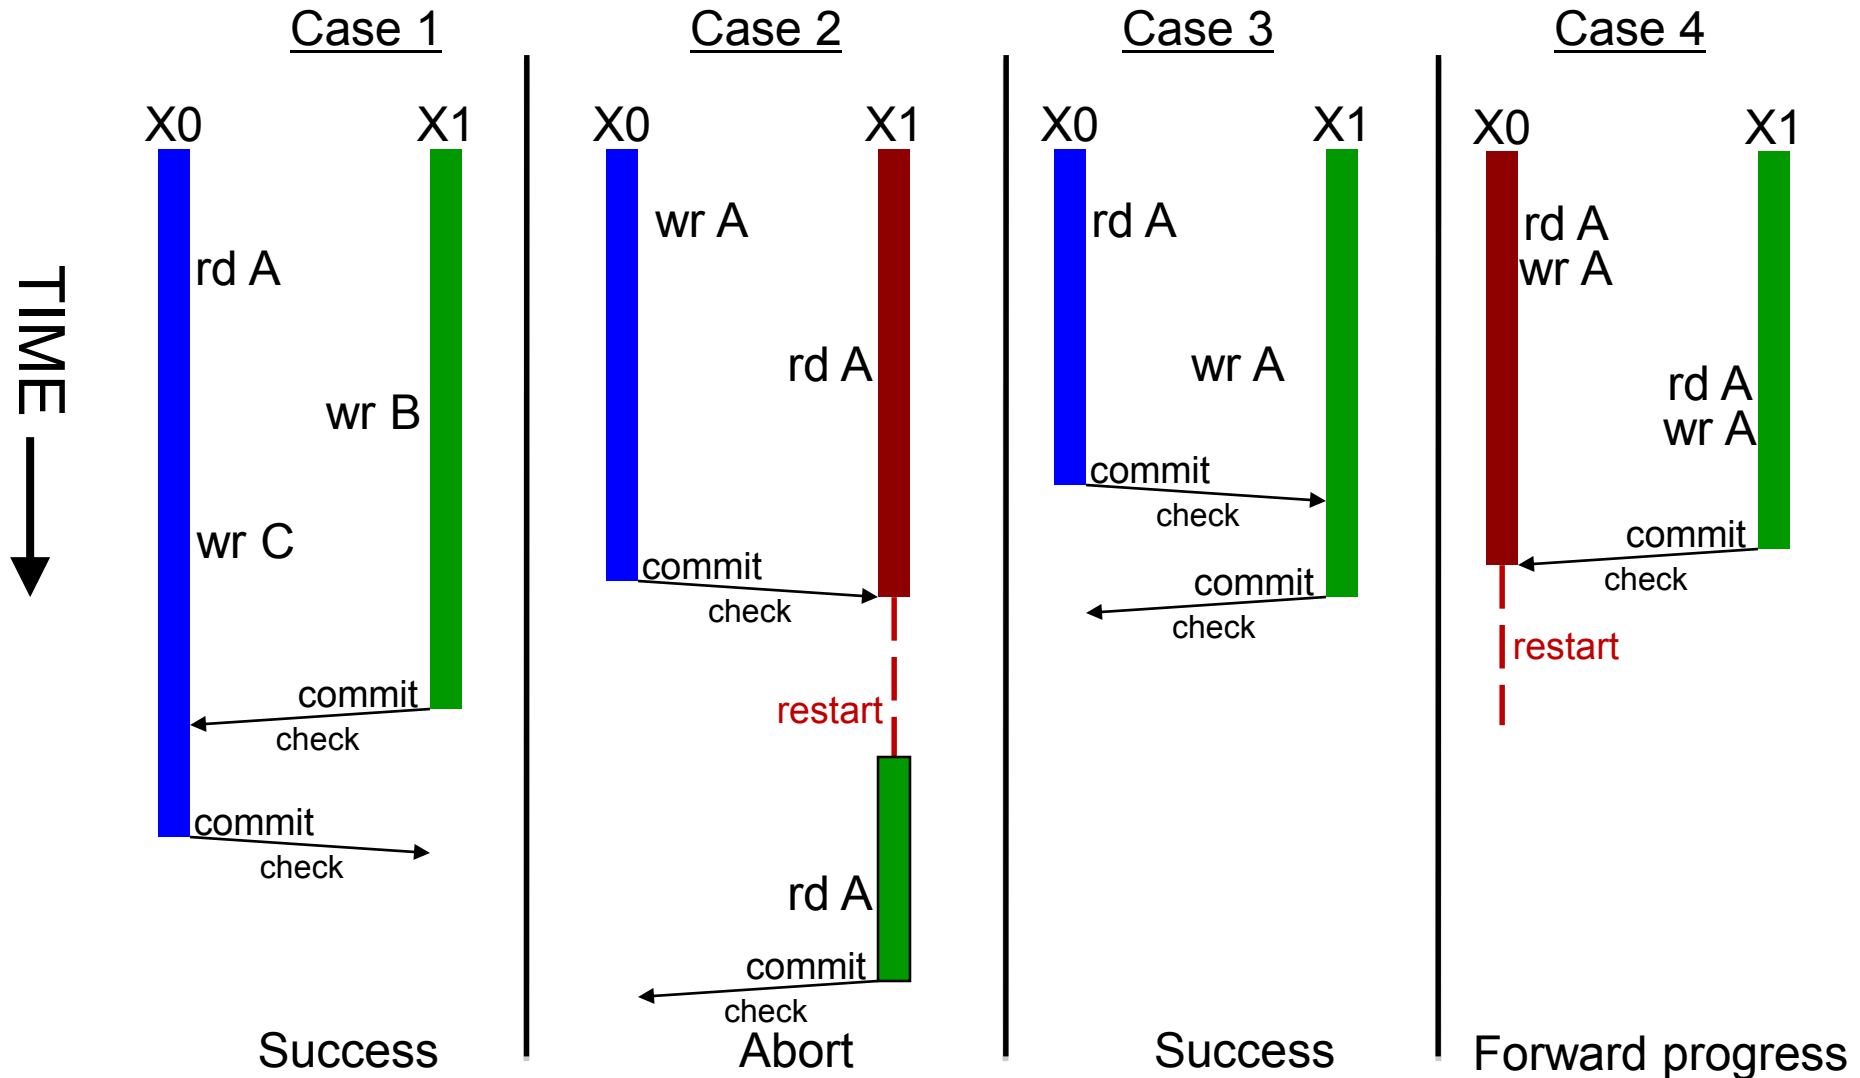 Case 1
Case 2
Case 3
Case 4
TIME
X0
X1
rd A
wr B
wr C
commit
check
commit
check
Success
X0
X1
wr A
rd A
commit
check
restart
rd A
commit
check
Abort
X0
X1
rd A
wr A
commit
check
commit
check
Success
X0
X1
rd A
wr A
rd A
wr A
commit
check
restart
Forward progress